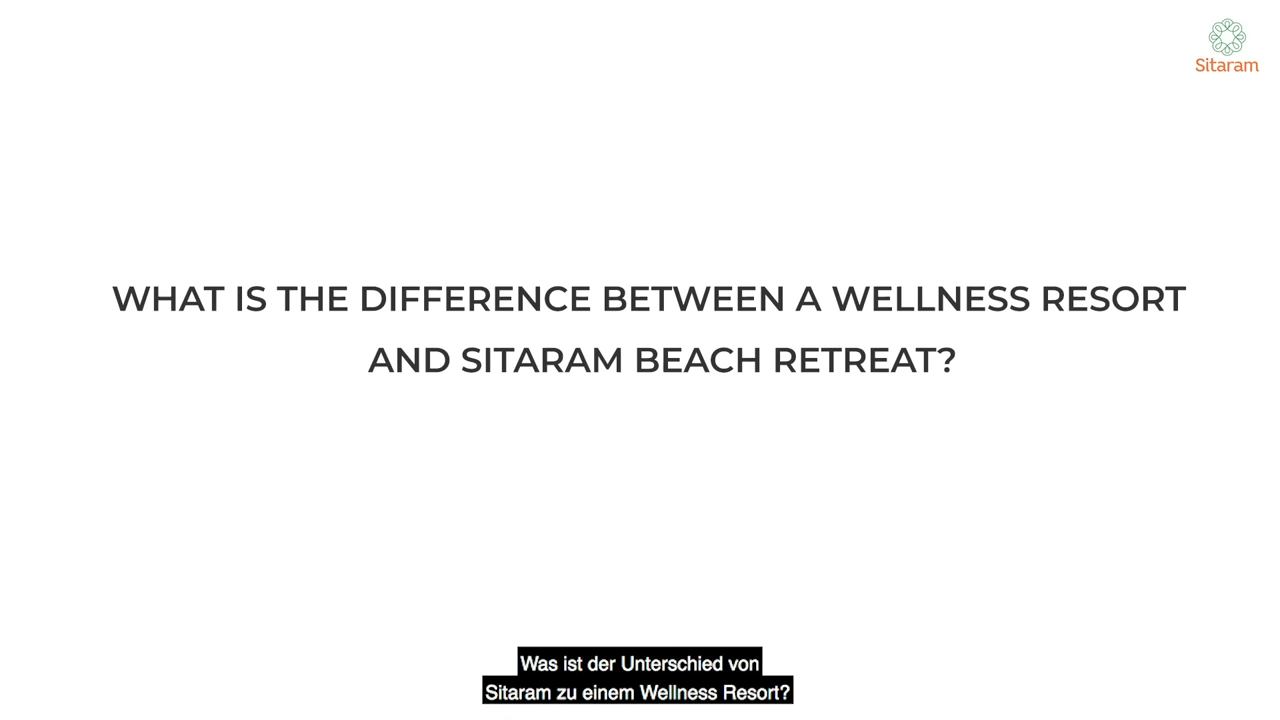 Sitaram
WHAT IS THE DIFFERENCE BETWEEN A WELLNESS RESORT
AND SITARAM BEACH RETREAT?
Was ist der Unterschied von
Sitaram zu einem Wellness Resort?